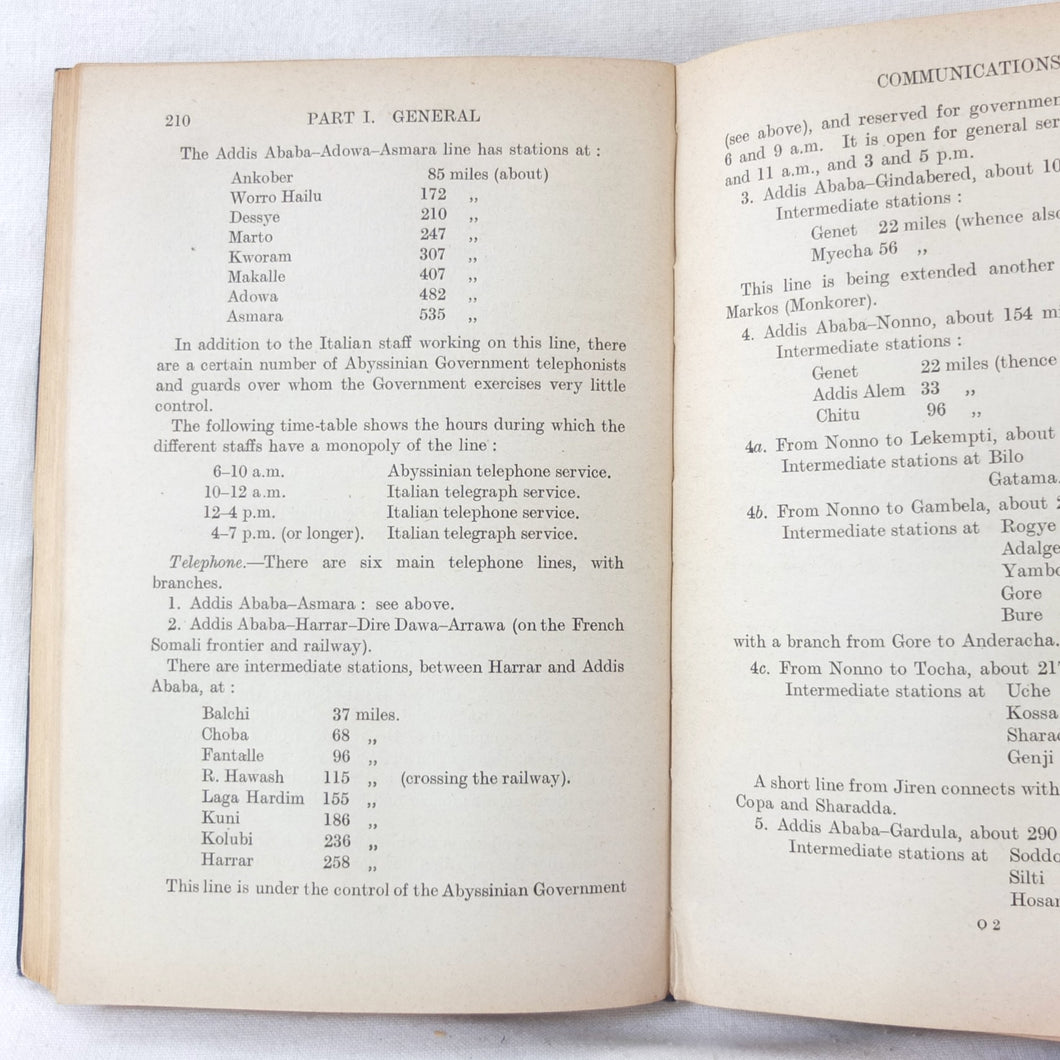 210 PART I. GENERAL
The Addis Ababa–Adowa–Asmara line has stations at :
Ankober 85 miles (about)
Worro Hailu 172 „
Dessye 210 „
Marto 247 „
Kworam 307 „
Makalle 407 „
Adowa 482 „
Asmara 535 „
In addition to the Italian staff working on this line, there
are a certain number of Abyssinian Government telephonists
and guards over whom the Government exercises very little
control.
The following time-table shows the hours during which the
different staffs have a monopoly of the line :
6–10 a.m. Abyssinian telephone service.
10–12 a.m. Italian telegraph service.
12–4 p.m. Italian telephone service.
4–7 p.m. (or longer). Italian telegraph service.
Telephone.—There are six main telephone lines, with
branches.
1. Addis Ababa–Asmara : see above.
2. Addis Ababa–Harrar–Dire Dawa–Arrawa (on the French
Somali frontier and railway).
There are intermediate stations, between Harrar and Addis
Ababa, at :
Balchi 37 miles.
Choba 68 „
Fantalle 96 „
R. Hawash 115 „ (crossing the railway).
Laga Hardim 155 „
Kuni 186 „
Kolubi 236 „
Harrar 258 „
This line is under the control of the Abyssinian Government
COMMUNICATIONS
(see above), and reserved for
6 and 9 a.m. It is open for general
and 11 a.m., and 3 and 5 p.m.
3. Addis Ababa–Gindabered, about
Intermediate stations :
Genet 22 miles (whence also
Myecha 56 „
This line is being extended another
Markos (Monkorer).
4. Addis Ababa–Nonno, about 154
Intermediate stations :
Genet 22 miles (thence
Addis Alem 33 „
Chitu 96 „
4a. From Nonno to Lekempti, about
Intermediate stations at Bilo
Gatama.
4b. From Nonno to Gambela, about
Intermediate stations at Rogye
Adalge
Gore
Bure
with a branch from Gore to Anderacha.
4c. From Nonno to Tocha, about 217
Intermediate stations at Uche
Kossa
Genji
A short line from Jiren connects with
Copa and Sharadda.
5. Addis Ababa–Gardula, about 290
Intermediate stations at Soddo
Silti
O 2